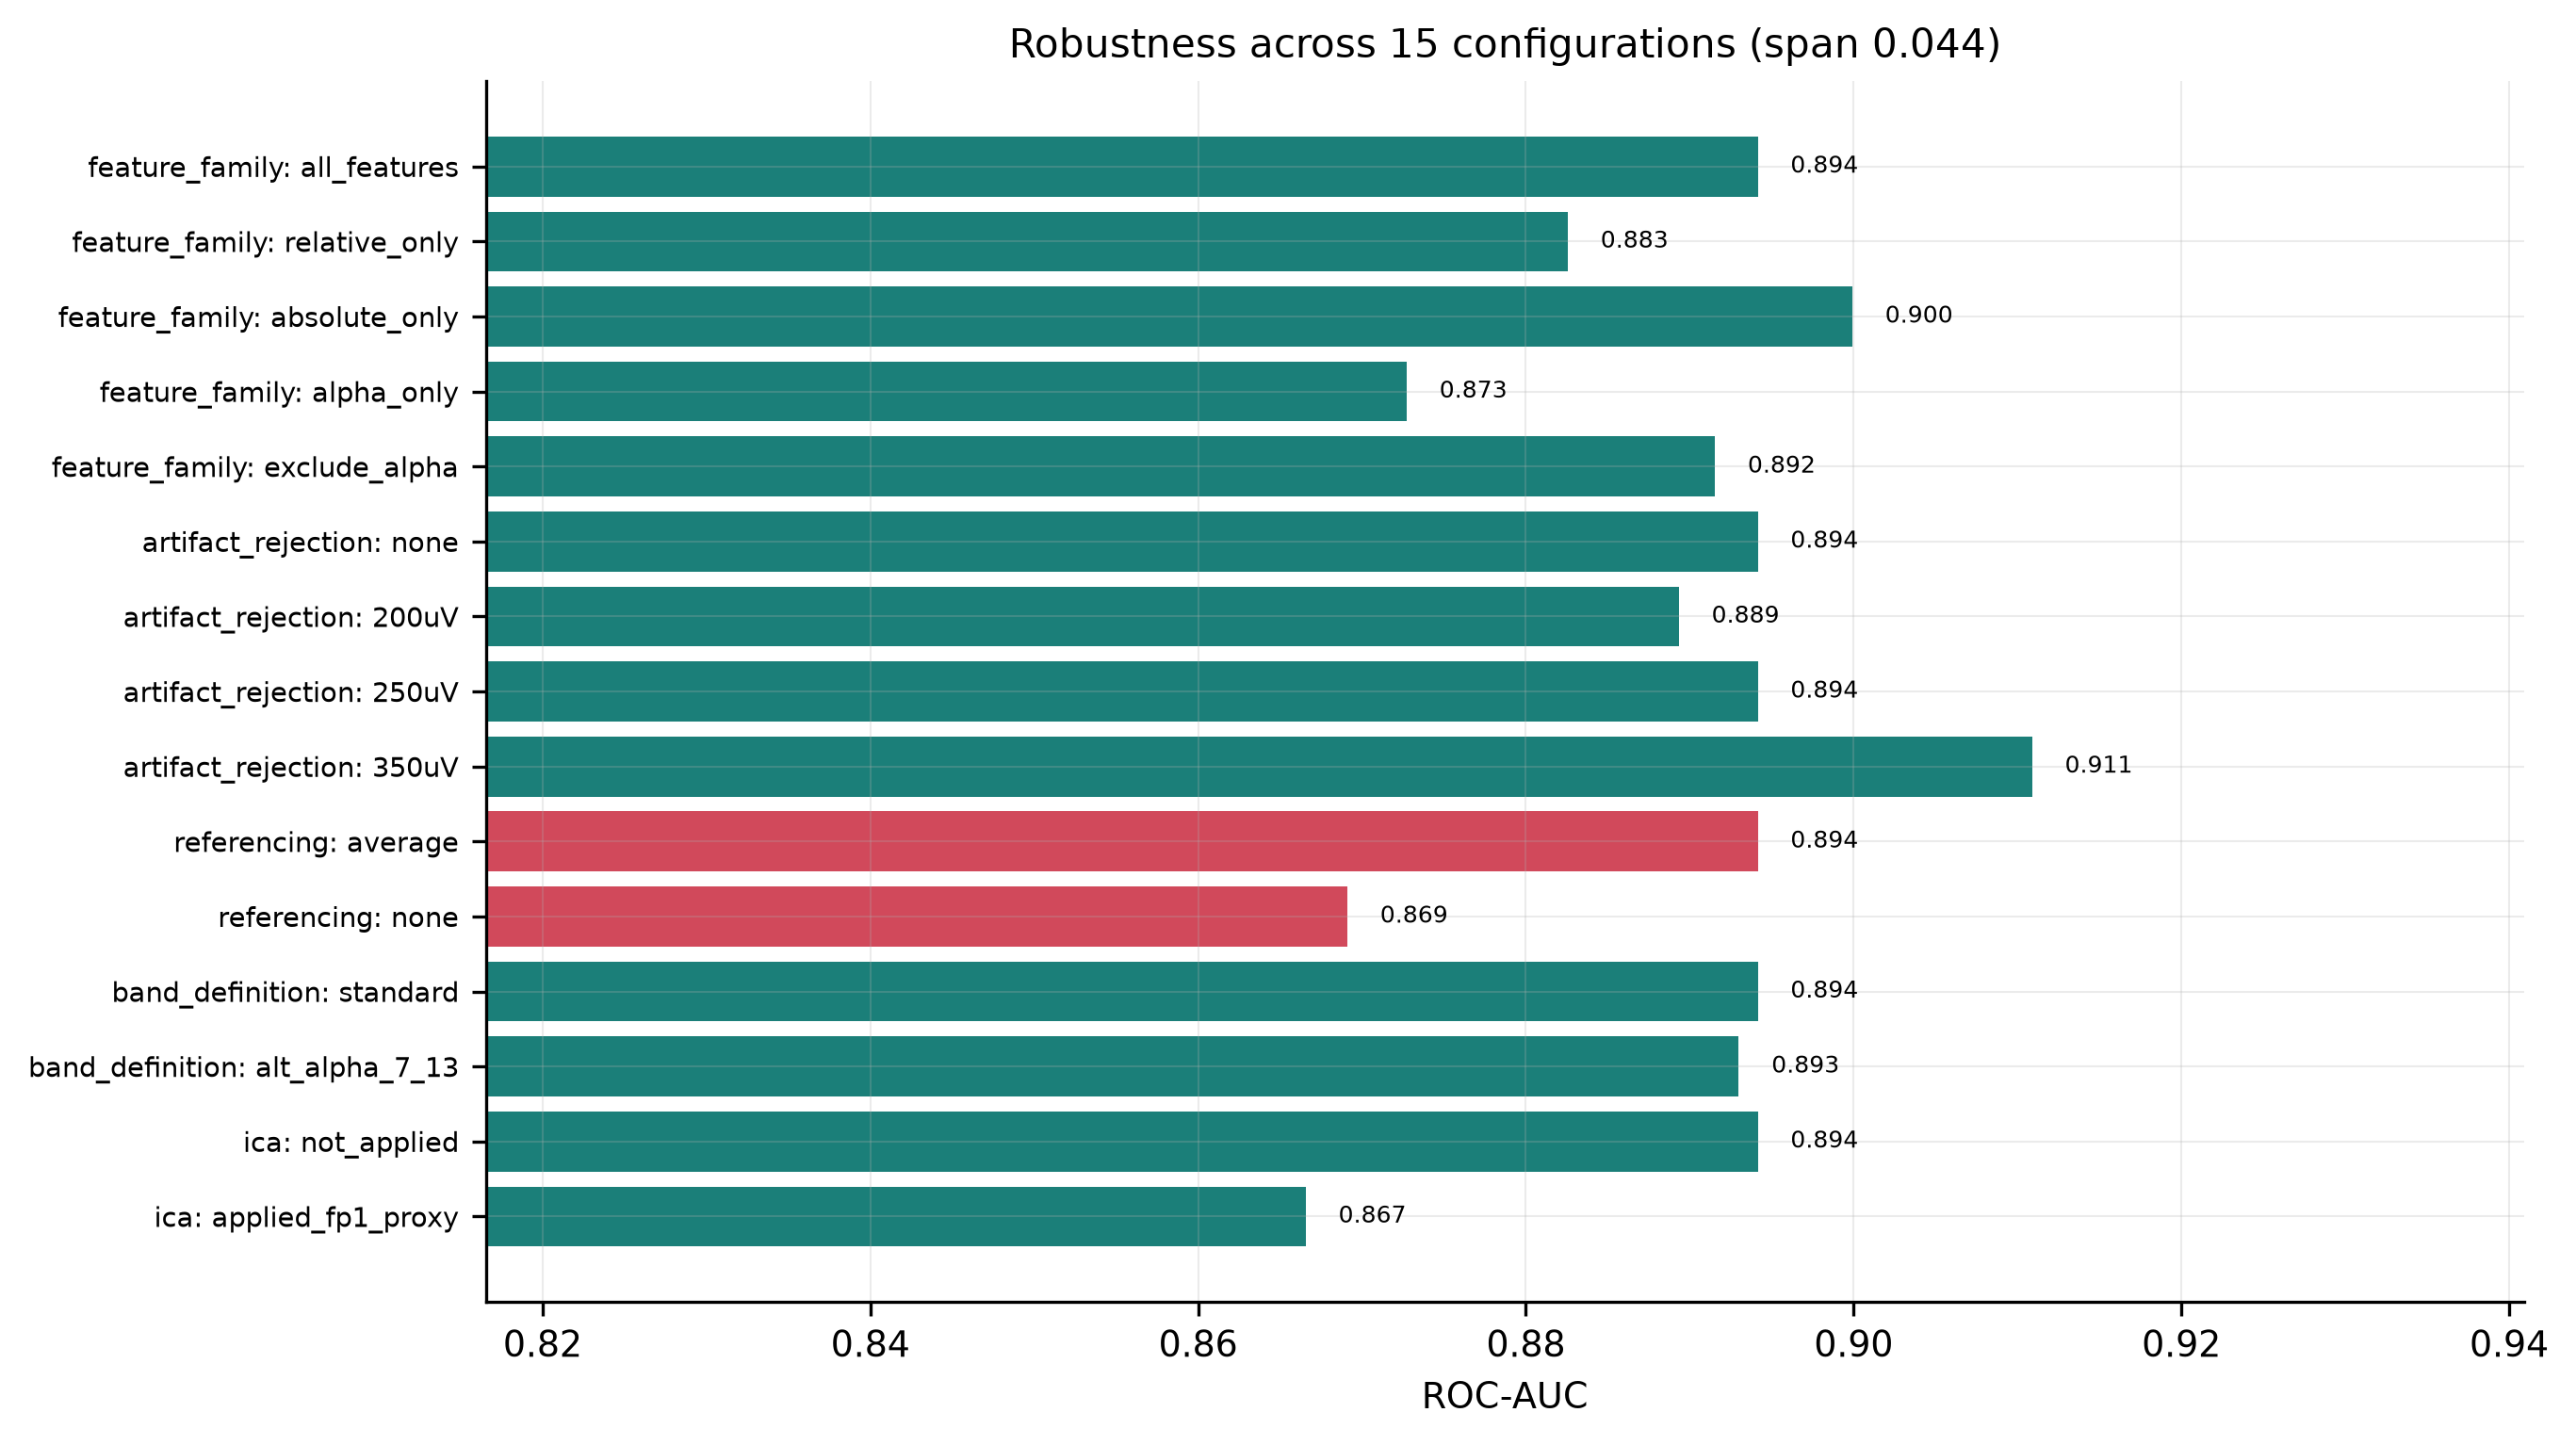 Robustness across 15 configurations (span 0.044)
feature_family: all_features 0.894
feature_family: relative_only 0.883
feature_family: absolute_only 0.900
feature_family: alpha_only 0.873
feature_family: exclude_alpha 0.892
artifact_rejection: none 0.894
artifact_rejection: 200uV 0.889
artifact_rejection: 250uV 0.894
artifact_rejection: 350uV 0.911
referencing: average 0.894
referencing: none 0.869
band_definition: standard 0.894
band_definition: alt_alpha_7_13 0.893
ica: not_applied 0.894
ica: applied_fp1_proxy 0.867
0.82 0.84 0.86 0.88 0.90 0.92 0.94
ROC-AUC